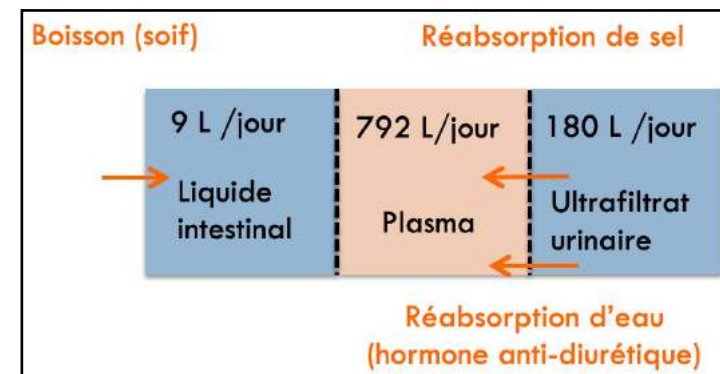 Boisson (soif)
Réabsorption de sel
9 L /jour
792 L/jour
180 L /jour
Liquide
intestinal
Plasma
Ultrafiltrat
urinaire
Réabsorption d'eau
(hormone anti-diurétique)